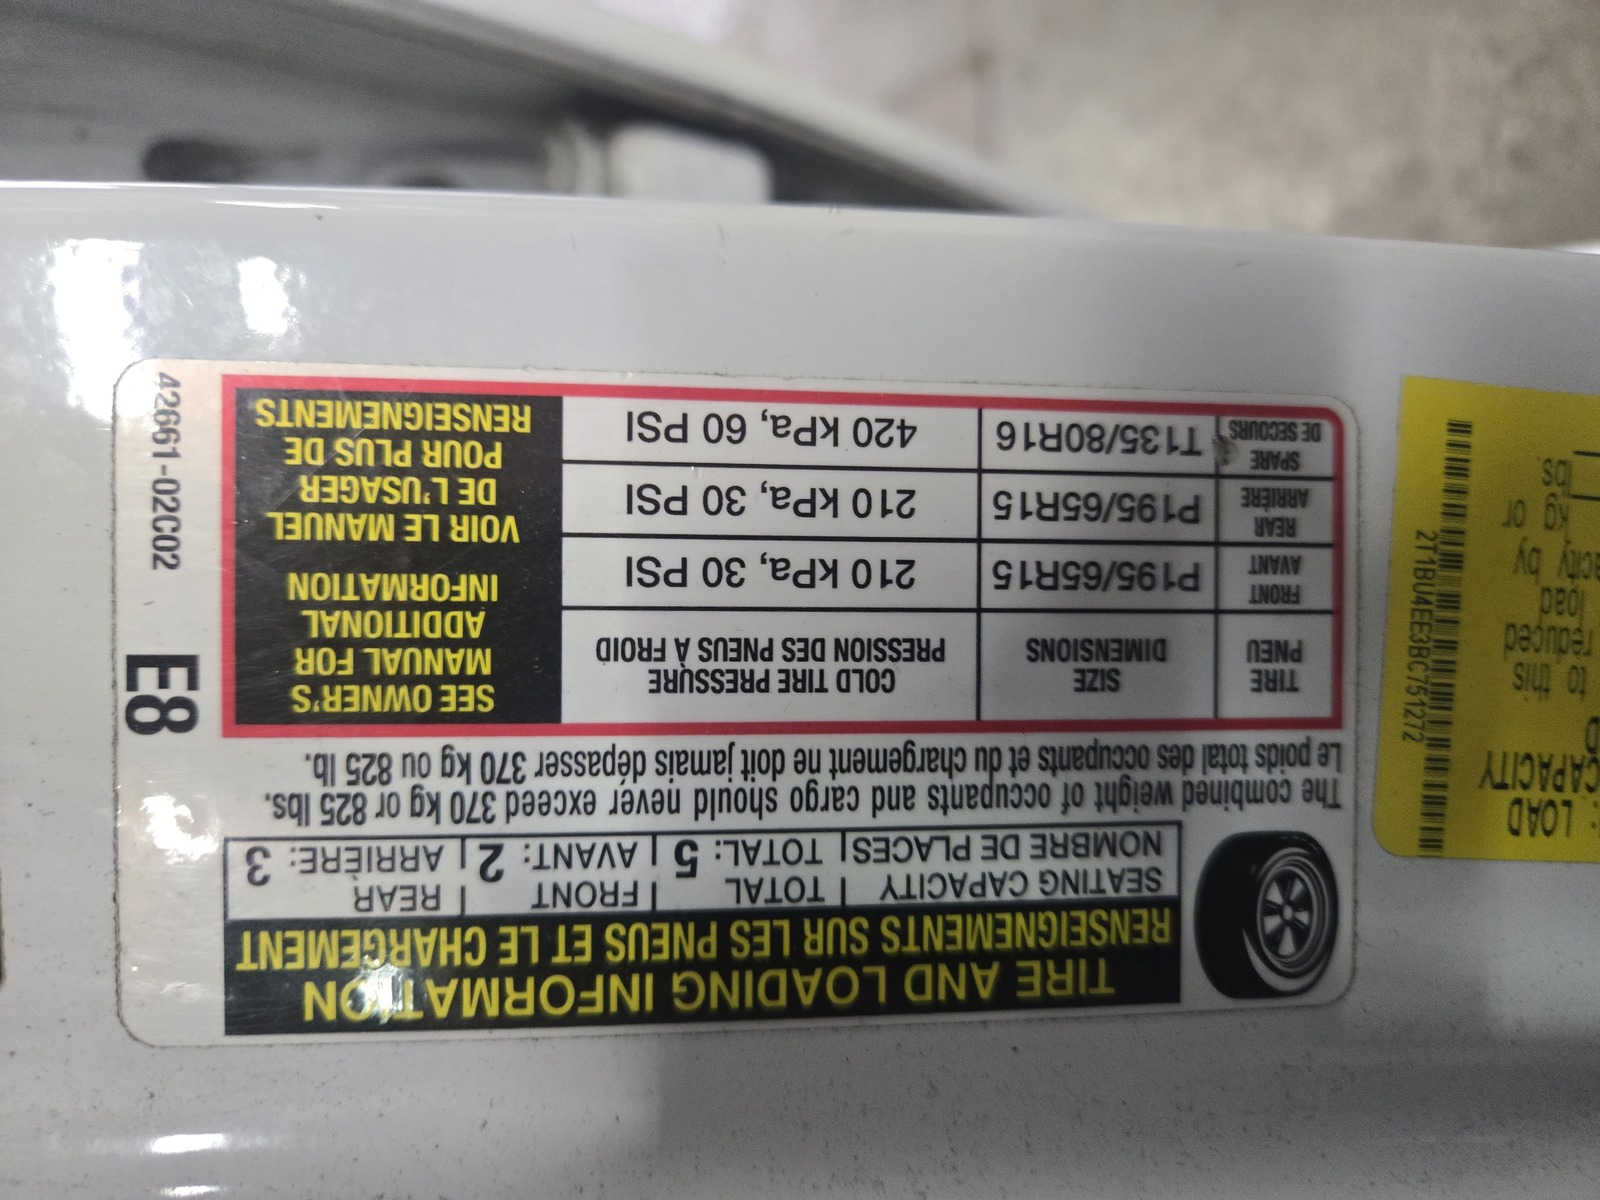 TIRE AND LOADING INFORMATION
RENSEIGNEMENTS SUR LES PNEUS ET LE CHARGEMENT
SEATING CAPACITY TOTAL FRONT REAR
NOMBRE DE PLACES TOTAL: 5 AVANT: 2 ARRIÈRE: 3
The combined weight of occupants and cargo should never exceed 370 kg or 825 lbs.
Le poids total des occupants et du chargement ne doit jamais dépasser 370 kg ou 825 lb.
TIRE
PNEU
SIZE
DIMENSIONS
COLD TIRE PRESSURE
PRESSION DES PNEUS À FROID
FRONT
AVANT
P195/65R15
210 kPa, 30 PSI
REAR
ARRIÈRE
P195/65R15
210 kPa, 30 PSI
SPARE
DE SECOURS
T135/80R16
420 kPa, 60 PSI
SEE OWNER'S
MANUAL FOR
ADDITIONAL
INFORMATION
VOIR LE MANUEL
DE L'USAGER
POUR PLUS DE
RENSEIGNEMENTS
E8
42661-02C02
: LOAD
CAPACITY
to this
reduced
load
acity by
kg or
lbs.
2T1BU4EE3BC751272